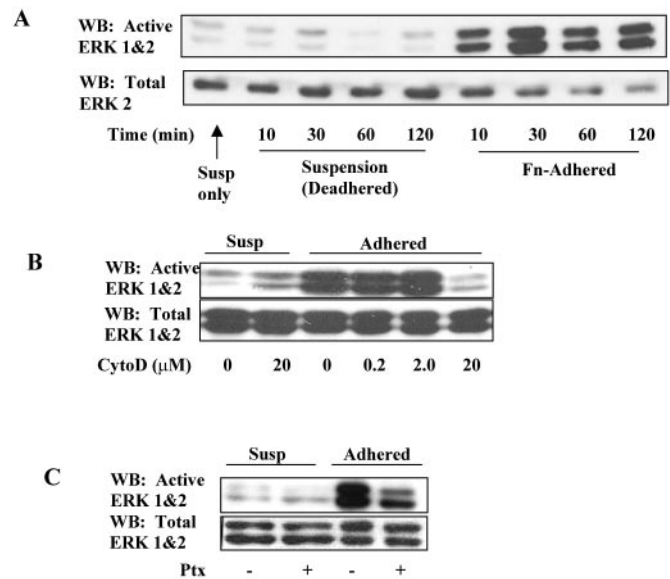 A
WB: Active
ERK 1&2
WB: Total
ERK 2
Time (min) 10 30 60 120 10 30 60 120
Susp
only
Suspension
(Deadhered)
Fn-Adhered
B
Susp Adhered
WB: Active
ERK 1&2
WB: Total
ERK 1&2
CytoD (μM) 0 20 0 0.2 2.0 20
C
Susp Adhered
WB: Active
ERK 1&2
WB: Total
ERK 1&2
Ptx - + - +